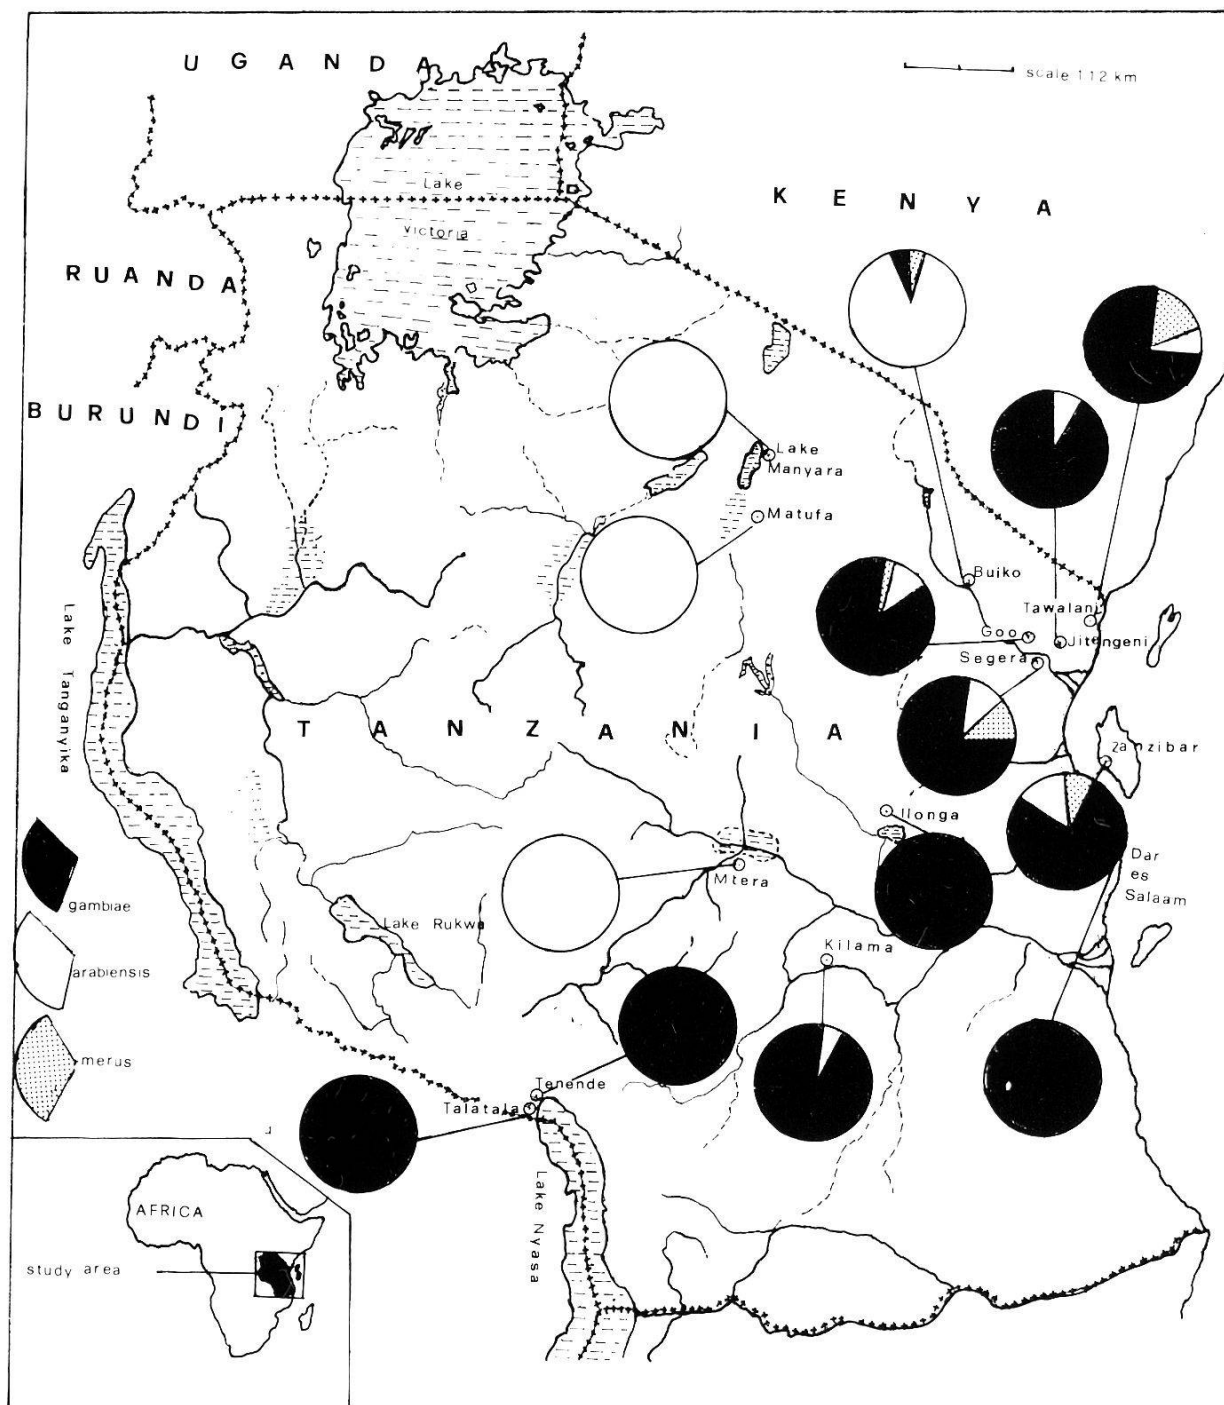 UGANDA
scale 112 km
Lake
Victoria
KENYA
RUANDA
BURUNDI
Lake
Manyara
Matufa
Buiko
Tawalani
Goo
Jitengeni
Segera
Lake Tanganyika
TANZANIA
Zanzibar
Ilonga
Dar
es
Salaam
Mtera
gambiae
Lake Rukwa
Kilama
arabiensis
merus
Tenende
Talatala
Lake Nyasa
AFRICA
study area